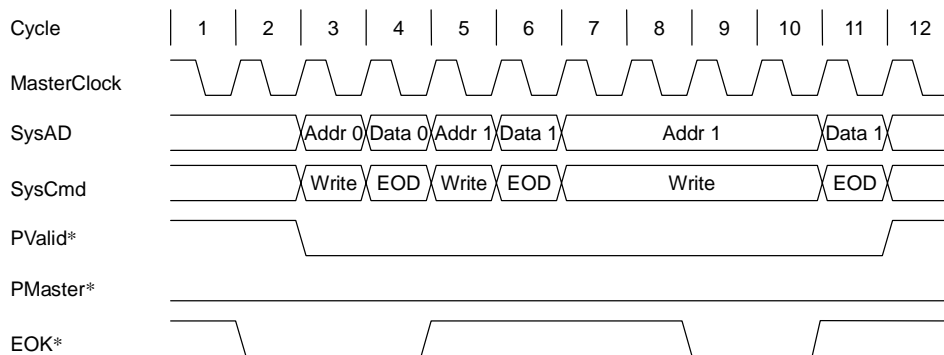 Cycle 1 2 3 4 5 6 7 8 9 10 11 12
MasterClock
SysAD Addr 0 Data 0 Addr 1 Data 1 Addr 1 Data 1
SysCmd Write EOD Write EOD Write EOD
PValid*
PMaster*
EOK*